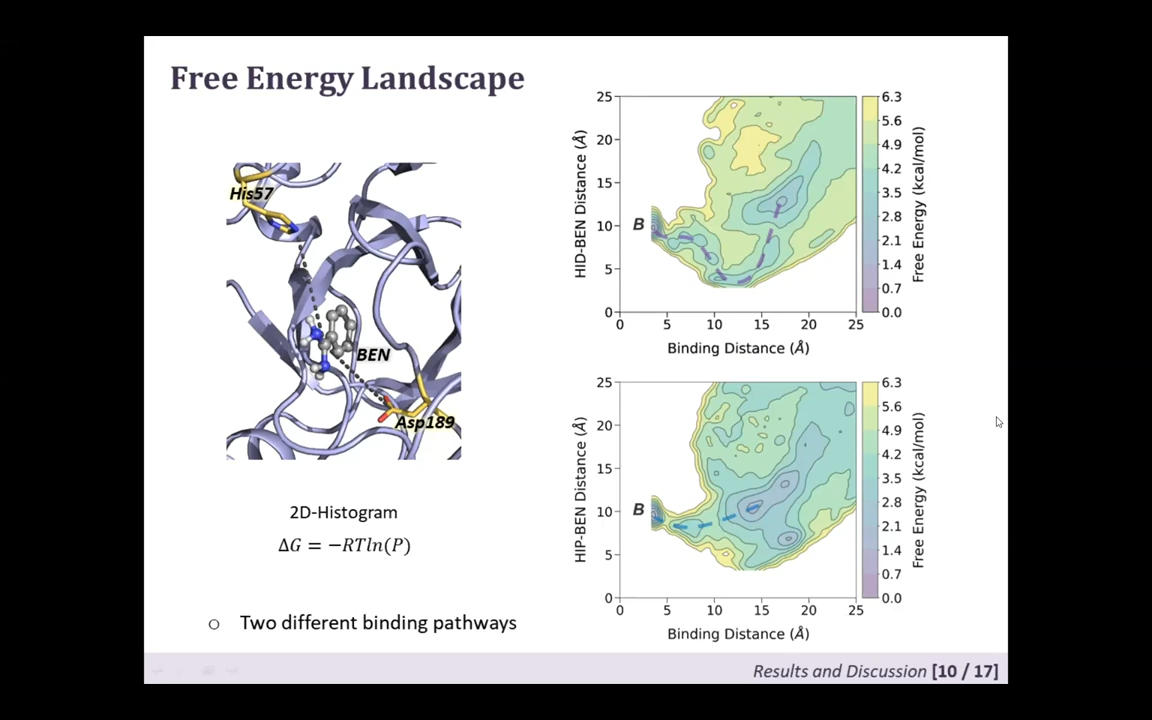 Free Energy Landscape
His57
BEN
Asp189
2D-Histogram
ΔG = −RTln(P)
○ Two different binding pathways
HID-BEN Distance (Å)
25
20
15
10
5
0
B
0 5 10 15 20 25
Binding Distance (Å)
6.3
5.6
4.9
4.2
3.5
2.8
2.1
1.4
0.7
0.0
Free Energy (kcal/mol)
HIP-BEN Distance (Å)
25
20
15
10
5
0
B
0 5 10 15 20 25
Binding Distance (Å)
6.3
5.6
4.9
4.2
3.5
2.8
2.1
1.4
0.7
0.0
Free Energy (kcal/mol)
Results and Discussion [10 / 17]